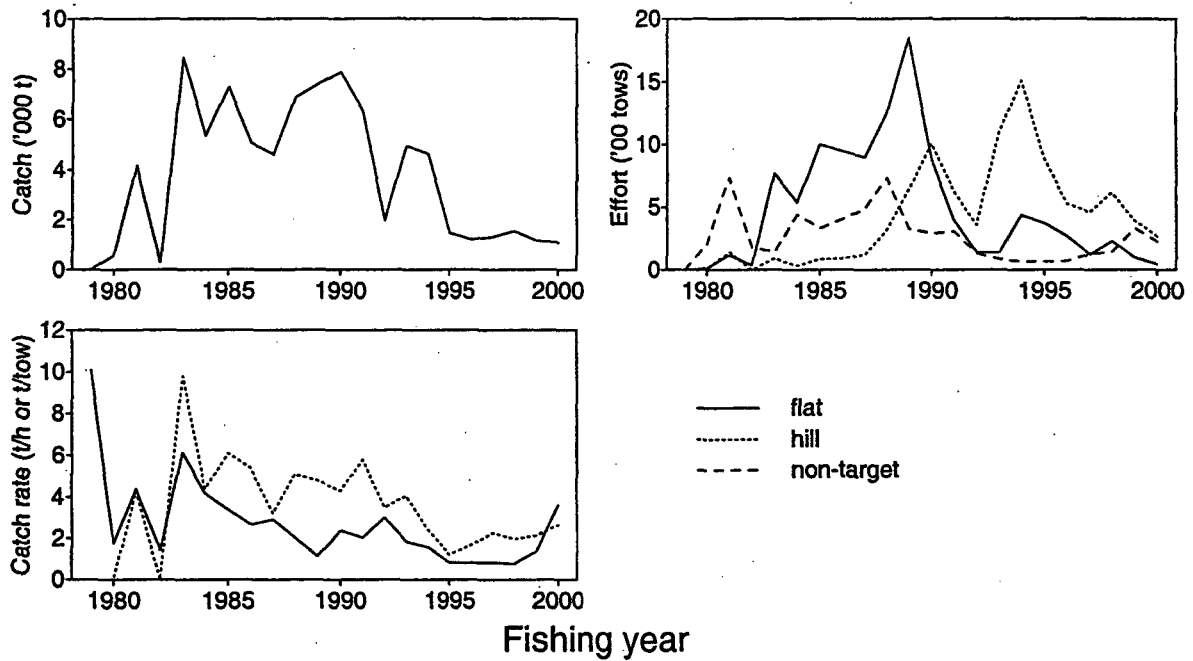 Catch ('000 t)
10
8
6
4
2
0
1980 1985 1990 1995 2000
Effort ('00 tows)
20
15
10
5
0
1980 1985 1990 1995 2000
Catch rate (t/h or t/tow)
12
10
8
6
4
2
0
1980 1985 1990 1995 2000
flat
hill
non-target
Fishing year